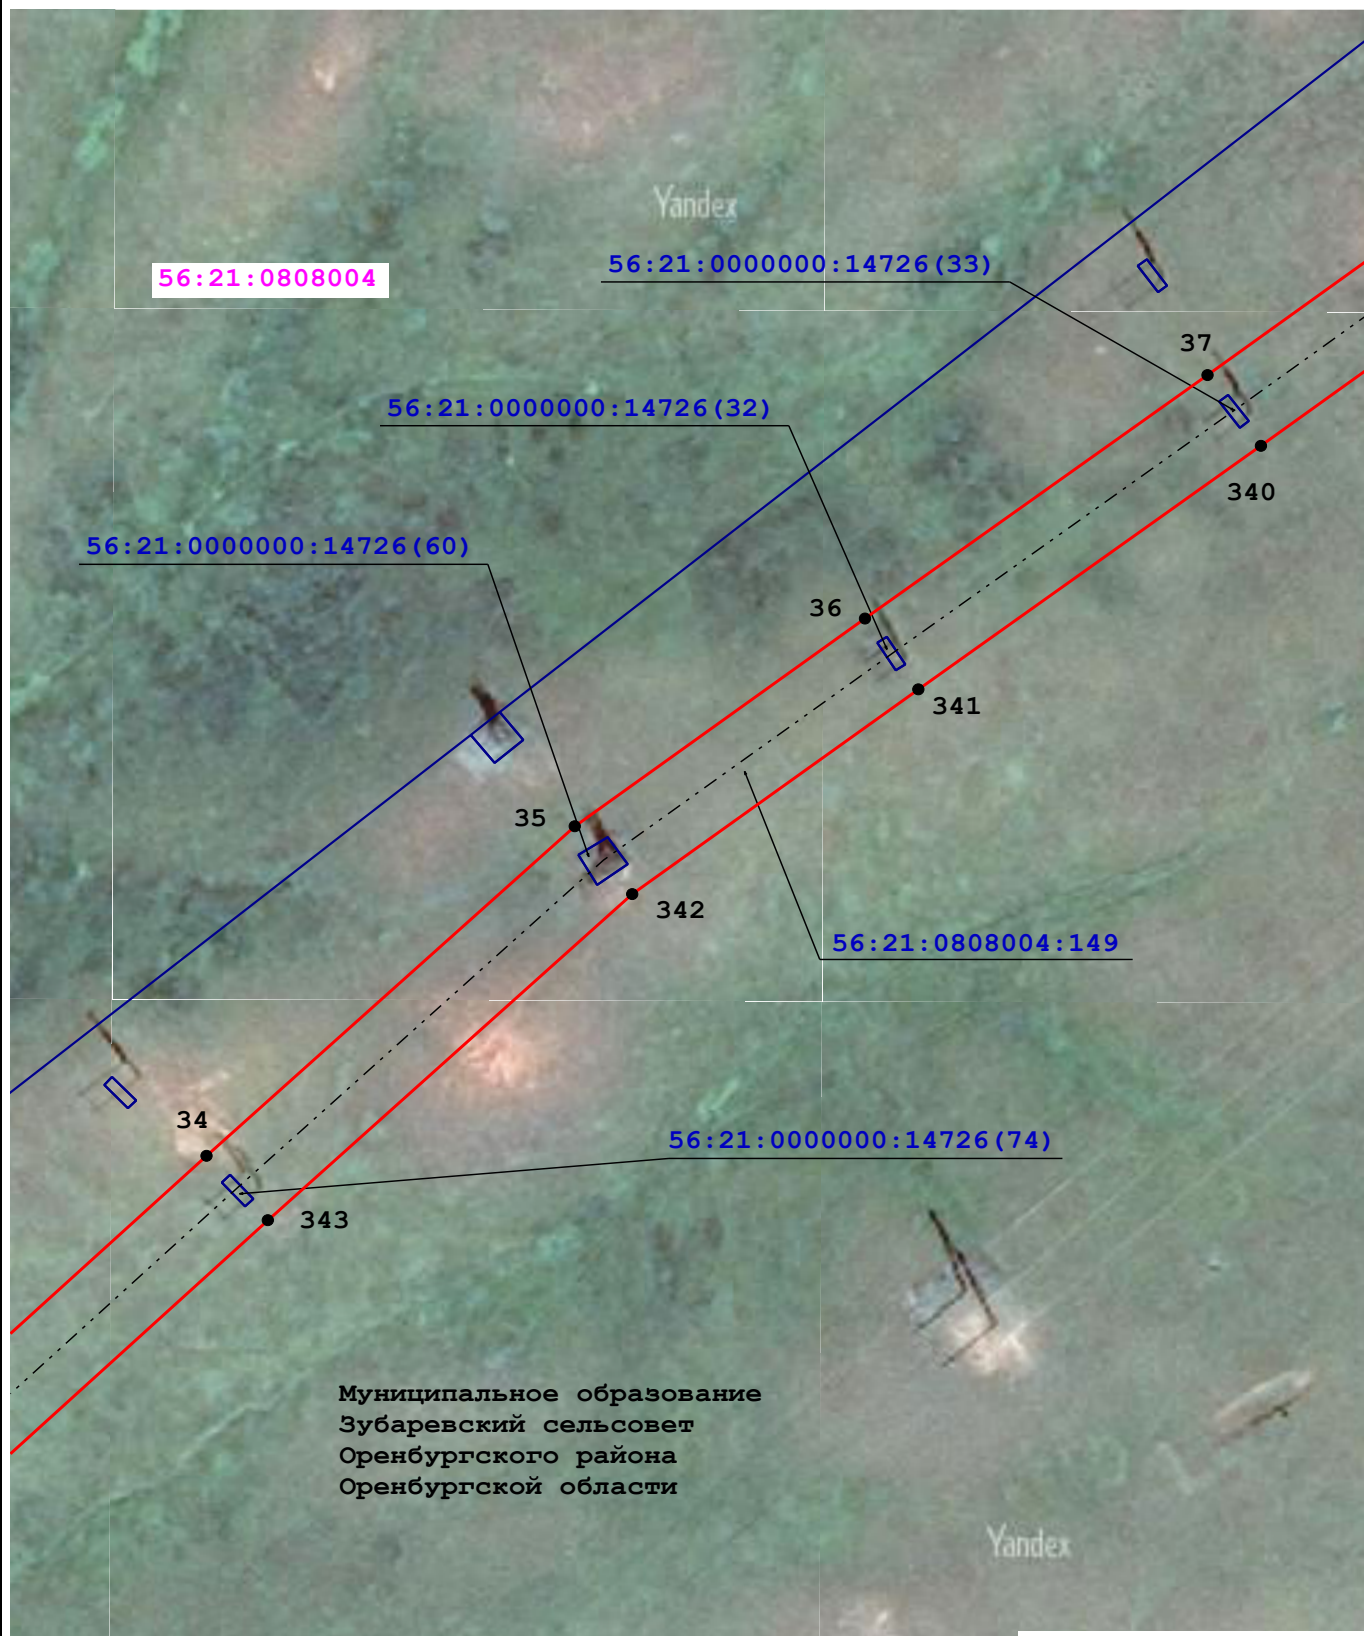 Yandex
56:21:0000000:14726(33)
56:21:0808004
37
56:21:0000000:14726(32)
340
56:21:0000000:14726(60)
36
341
35
342
56:21:0808004:149
34
56:21:0000000:14726(74)
343
Муниципальное образование
Зубаревский сельсовет
Оренбургского района
Оренбургской области
Yandex